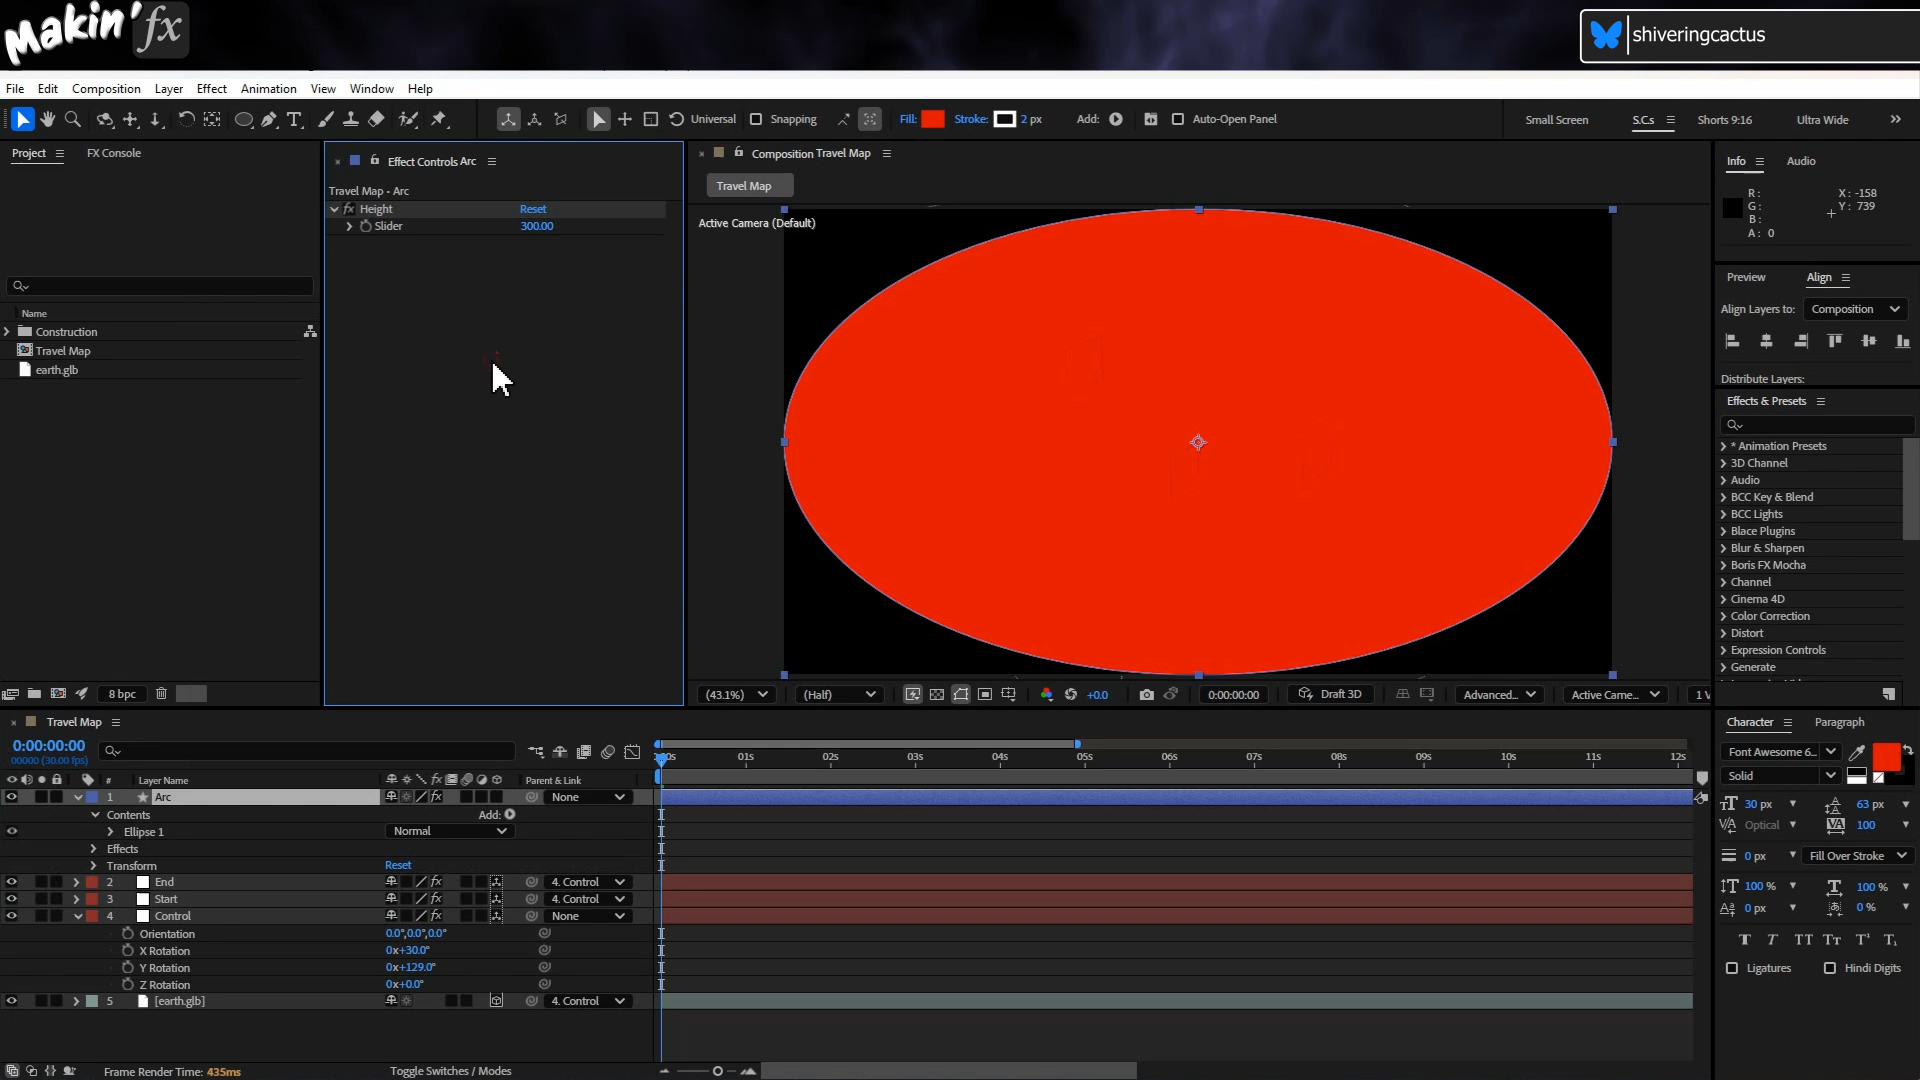 Makin' fx
shiveringcactus
File Edit Composition Layer Effect Animation View Window Help
Universal Snapping Fill: Stroke: 2 px Add: Auto-Open Panel Small Screen S.C.s Shorts 9:16 Ultra Wide
Project FX Console
Effect Controls Arc
Travel Map - Arc
fx Height Reset
Slider 300.00
Composition Travel Map
Travel Map
Active Camera (Default)
Info Audio
R: X: -158
G: Y: 739
B:
A: 0
Preview Align
Align Layers to: Composition
Distribute Layers:
Effects & Presets
* Animation Presets
3D Channel
Audio
BCC Key & Blend
BCC Lights
Blace Plugins
Blur & Sharpen
Boris FX Mocha
Channel
Cinema 4D
Color Correction
Distort
Expression Controls
Generate
Name
Construction
Travel Map
earth.glb
8 bpc
(43.1%) (Half) +0.0 0:00:00:00 Draft 3D Advanced... Active Came... 1 V
Travel Map
0:00:00:00
00000 (30.00 fps)
01s 02s 03s 04s 05s 06s 07s 08s 09s 10s 11s 12s
# Layer Name Parent & Link
1 Arc None
Contents Add:
Ellipse 1 Normal
Effects
Transform Reset
2 End 4. Control
3 Start 4. Control
4 Control None
Orientation 0.0°,0.0°,0.0°
X Rotation 0x+30.0°
Y Rotation 0x+129.0°
Z Rotation 0x+0.0°
5 [earth.glb] 4. Control
Frame Render Time: 435ms Toggle Switches / Modes
Character Paragraph
Font Awesome 6...
Solid
30 px 63 px
Optical 100
0 px Fill Over Stroke
100 % 100 %
0 px 0 %
Ligatures Hindi Digits